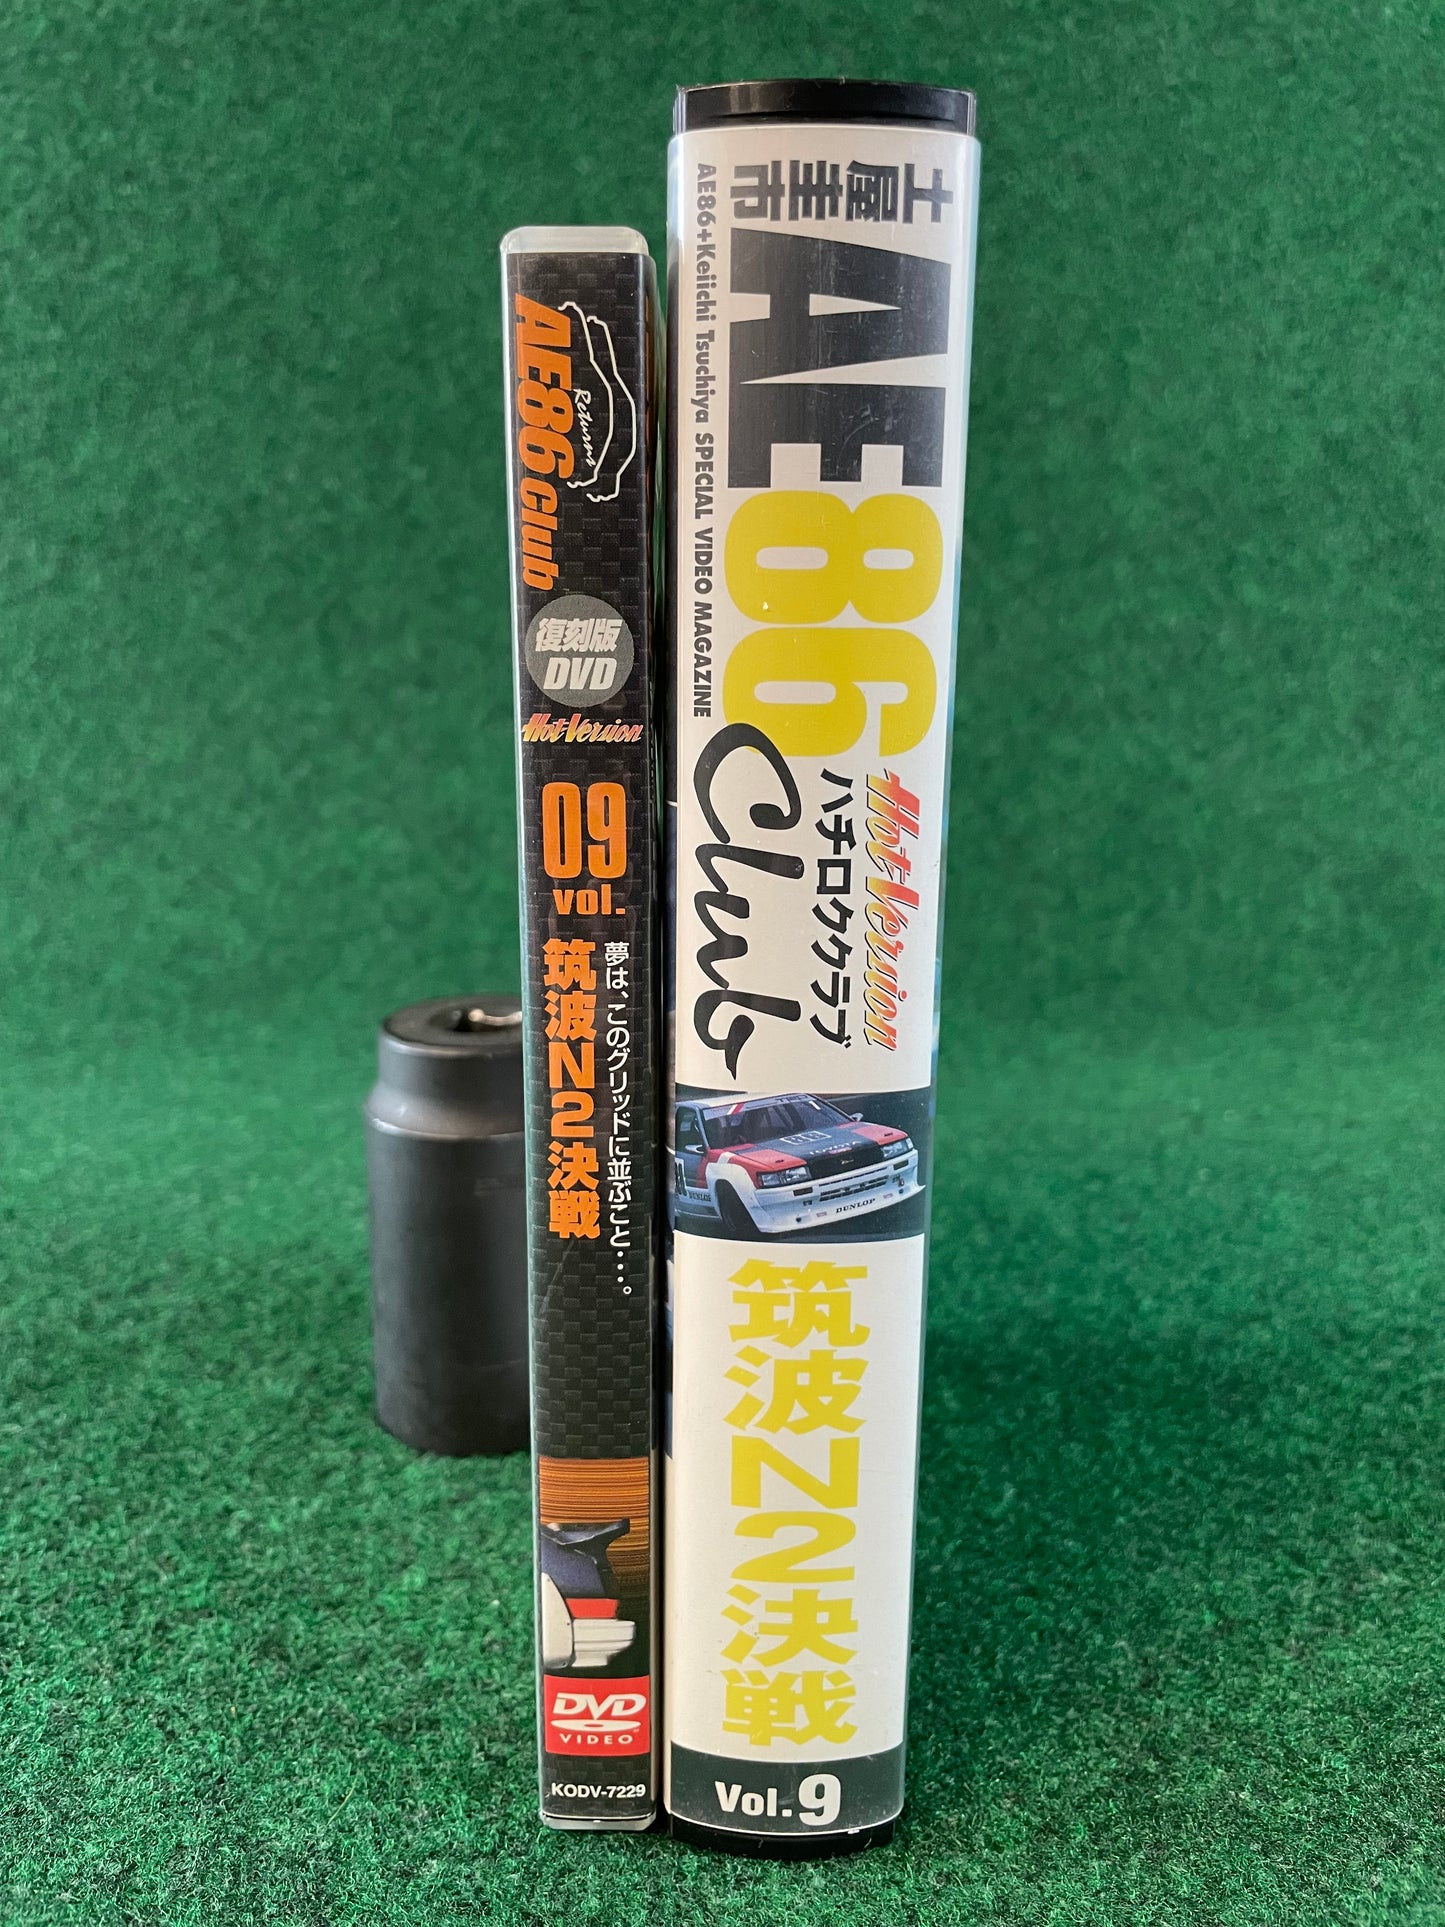 AE86 Club
Returns
復刻版
DVD
Hot-Version
09
vol.
筑波N2決戦
夢は、このグリッドに並ぶこと・・・・。
DVD
VIDEO
KODV-7229
土屋圭市
AE86
AE86+Keiichi Tsuchiya SPECIAL VIDEO MAGAZINE
Club
ハチロククラブ
Hot-Version
TOYOTA
DUNLOP
DUNLOP
筑波N2決戦
Vol.9